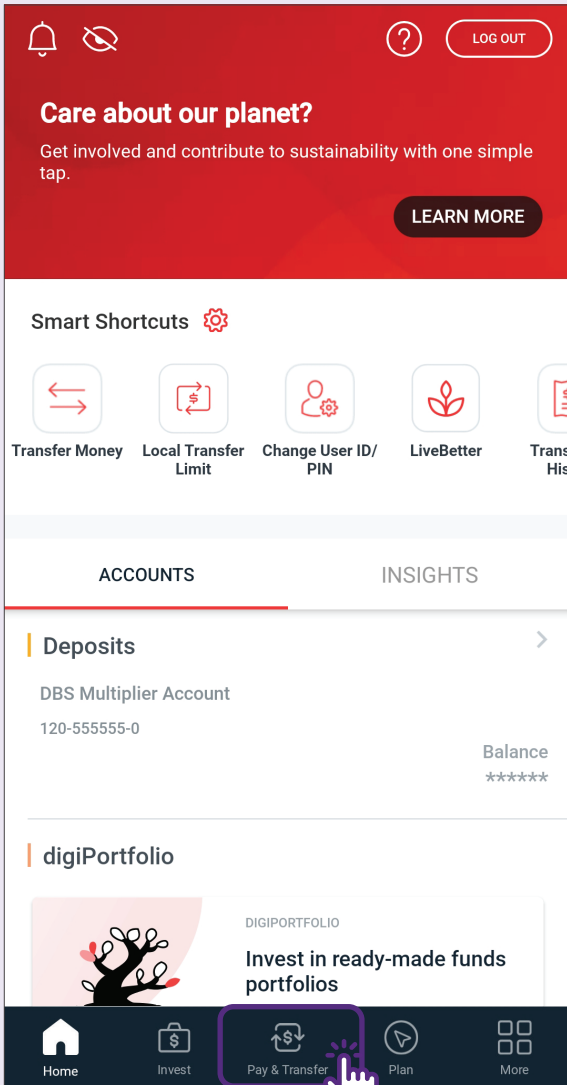 LOG OUT
Care about our planet?
Get involved and contribute to sustainability with one simple
tap.
LEARN MORE
Smart Shortcuts
Transfer Money
Local Transfer
Limit
Change User ID/
PIN
LiveBetter
ACCOUNTS
INSIGHTS
Deposits
DBS Multiplier Account
120-555555-0
Balance
******
digiPortfolio
DIGIPORTFOLIO
Invest in ready-made funds
portfolios
Home
Invest
Pay & Transfer
Plan
More